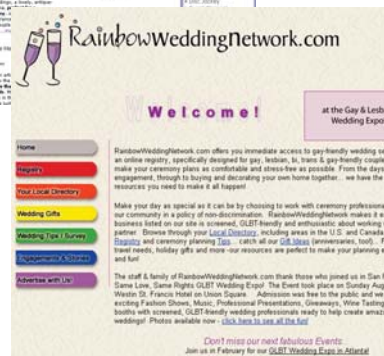 RainbowWeddingNetwork.com
Welcome!
at the Gay & Lesb
Wedding Expo
Home
Registry
Your Local Directory
Wedding Gifts
Wedding Tips / Survey
Engagements & Stories
Advertise with Us!
RainbowWeddingNetwork.com offers you immediate access to gay-friendly wedding se
an online registry, specifically designed for gay, lesbian, bi, trans & gay-friendly couple
make your ceremony plans as comfortable and stress-free as possible. From the days
engagement, through to buying and decorating your own home together... we have the
resources you need to make it all happen!
Make your day as special as it can be by choosing to work with ceremony professiona
our community in a policy of non-discrimination. RainbowWeddingNetwork makes it e
business listed on our site is screened, GLBT-friendly and enthusiastic about working
partner. Browse through your Local Directory, including areas in the U.S. and Canada
Registry and ceremony planning Tips... catch all our Gift Ideas (anniversaries, too!)...
travel needs, holiday gifts and more -our resources are perfect to make your planning e
and fun!
The staff & family of RainbowWeddingNetwork.com thank those who joined us in San F
Same Love, Same Rights GLBT Wedding Expo! The Event took place on Sunday Aug
Westin St. Francis Hotel on Union Square. Admission was free to the public and we
exciting Fashion Shows, Music, Professional Presentations, Giveaways, Wine Tasting
booths with screened, GLBT-friendly wedding professionals ready to help create amaz
weddings! Photos available now - click here to see all the fun!
Don't miss our next fabulous Events:
Join us in February for our GLBT Wedding Expo in Atlanta!